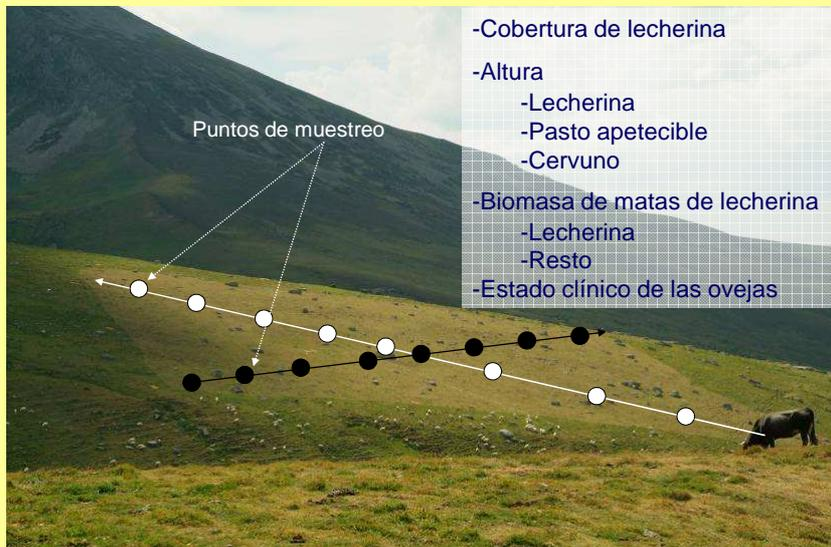 -Cobertura de lecherina
-Altura
-Lecherina
-Pasto apetecible
-Cervuno
-Biomasa de matas de lecherina
-Lecherina
-Resto
-Estado clínico de las ovejas
Puntos de muestreo